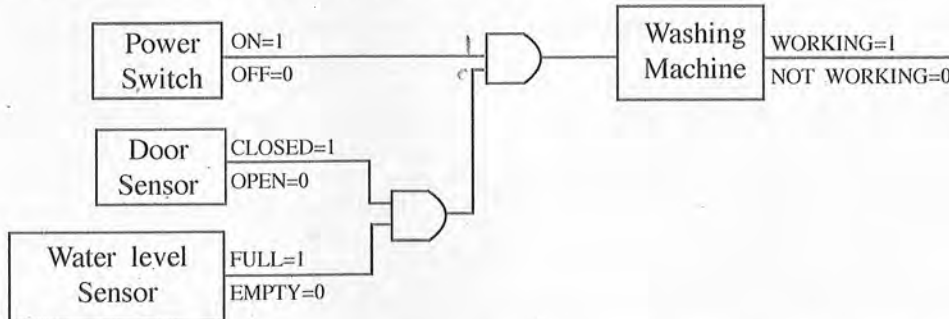 Power
Switch
ON=1
OFF=0
Washing
Machine
WORKING=1
NOT WORKING=0
Door
Sensor
CLOSED=1
OPEN=0
Water level
Sensor
FULL=1
EMPTY=0